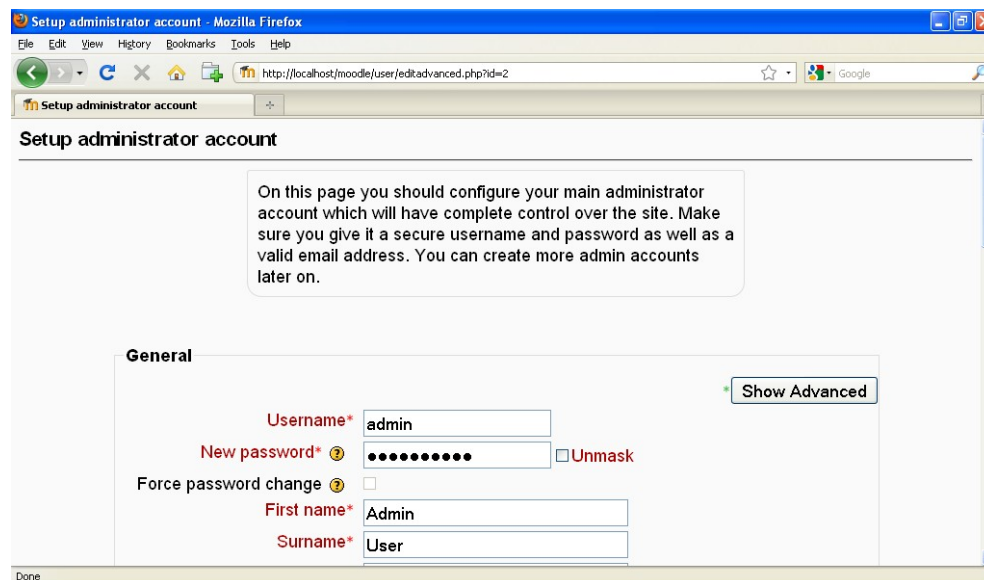 Setup administrator account - Mozilla Firefox
File Edit View History Bookmarks Tools Help
http://localhost/moodle/user/editadvanced.php?id=2
Google
Setup administrator account
Setup administrator account
On this page you should configure your main administrator
account which will have complete control over the site. Make
sure you give it a secure username and password as well as a
valid email address. You can create more admin accounts
later on.
General
* Show Advanced
Username* admin
New password* ●●●●●●●●●● Unmask
Force password change
First name* Admin
Surname* User
Done